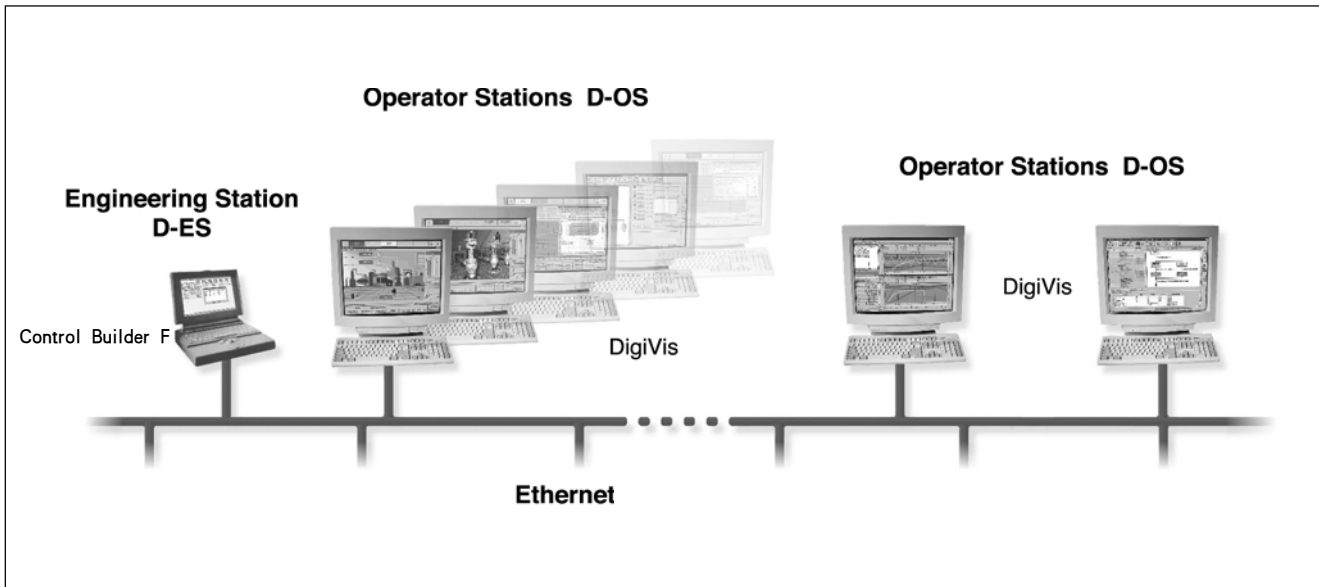 Operator Stations D-OS
Operator Stations D-OS
Engineering Station
D-ES
Control Builder F
DigiVis
DigiVis
Ethernet